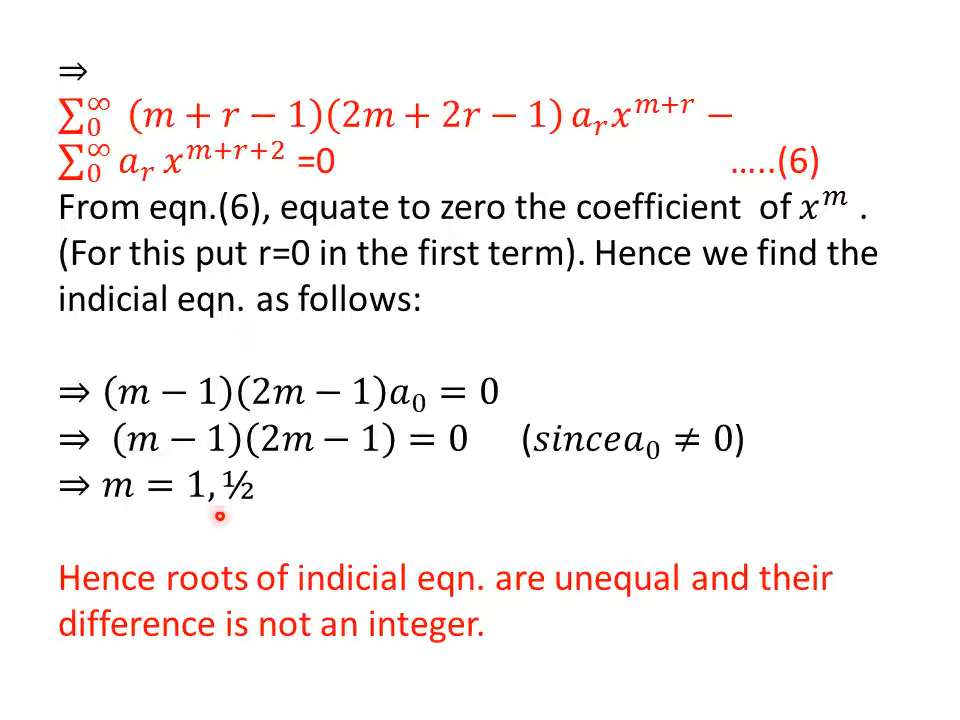 ⇒
∑₀^∞ (𝑚 + 𝑟 − 1)(2𝑚 + 2𝑟 − 1) 𝑎ᵣ𝑥^{𝑚+𝑟} −
∑₀^∞ 𝑎ᵣ 𝑥^{𝑚+𝑟+2} =0 …..(6)
From eqn.(6), equate to zero the coefficient of 𝑥^𝑚 .
(For this put r=0 in the first term). Hence we find the
indicial eqn. as follows:
⇒ (𝑚 − 1)(2𝑚 − 1)𝑎₀ = 0
⇒ (𝑚 − 1)(2𝑚 − 1) = 0 (𝑠𝑖𝑛𝑐𝑒𝑎₀ ≠ 0)
⇒ 𝑚 = 1, ½
Hence roots of indicial eqn. are unequal and their
difference is not an integer.